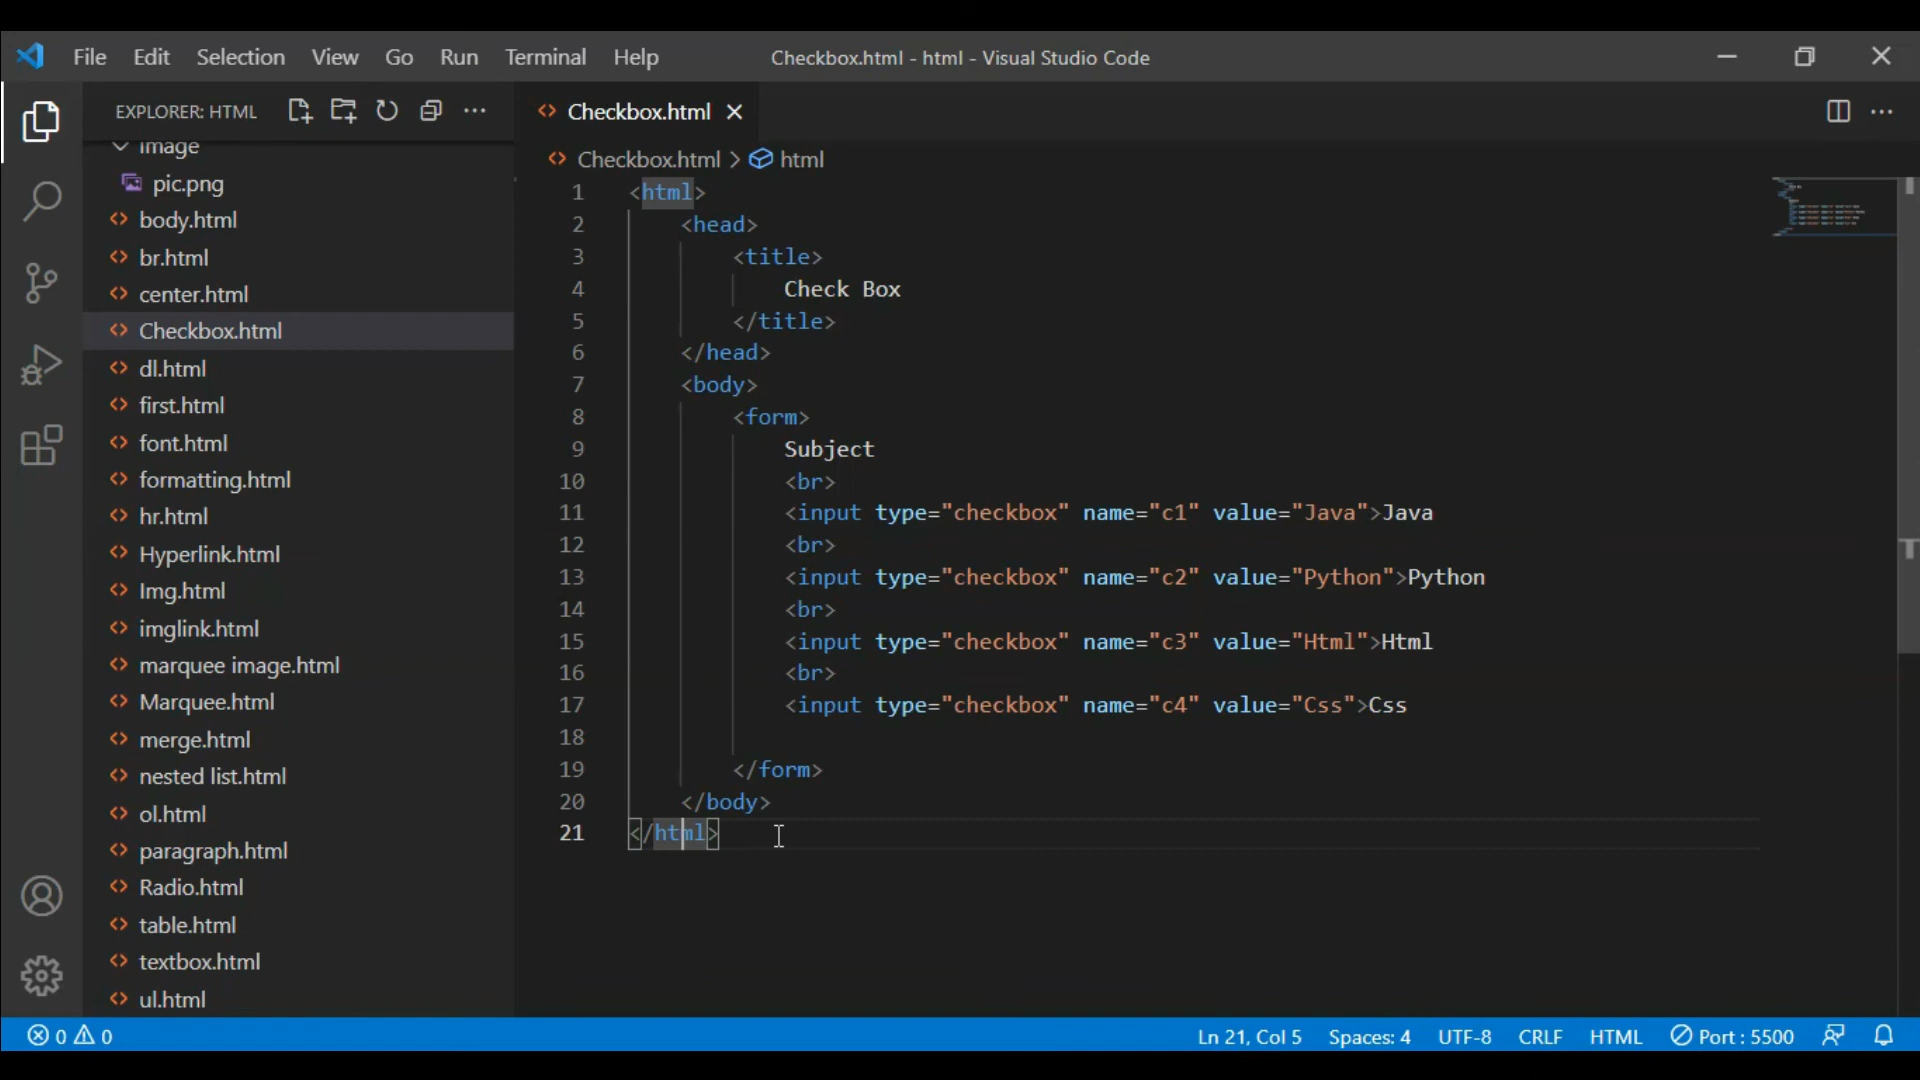 File Edit Selection View Go Run Terminal Help Checkbox.html - html - Visual Studio Code
EXPLORER: HTML
image
pic.png
body.html
br.html
center.html
Checkbox.html
dl.html
first.html
font.html
formatting.html
hr.html
Hyperlink.html
Img.html
imglink.html
marquee image.html
Marquee.html
merge.html
nested list.html
ol.html
paragraph.html
Radio.html
table.html
textbox.html
ul.html
Checkbox.html
Checkbox.html > html
1 <html>
2 <head>
3 <title>
4 Check Box
5 </title>
6 </head>
7 <body>
8 <form>
9 Subject
10 <br>
11 <input type="checkbox" name="c1" value="Java">Java
12 <br>
13 <input type="checkbox" name="c2" value="Python">Python
14 <br>
15 <input type="checkbox" name="c3" value="Html">Html
16 <br>
17 <input type="checkbox" name="c4" value="Css">Css
18
19 </form>
20 </body>
21 </html>
0 0 Ln 21, Col 5 Spaces: 4 UTF-8 CRLF HTML Port : 5500